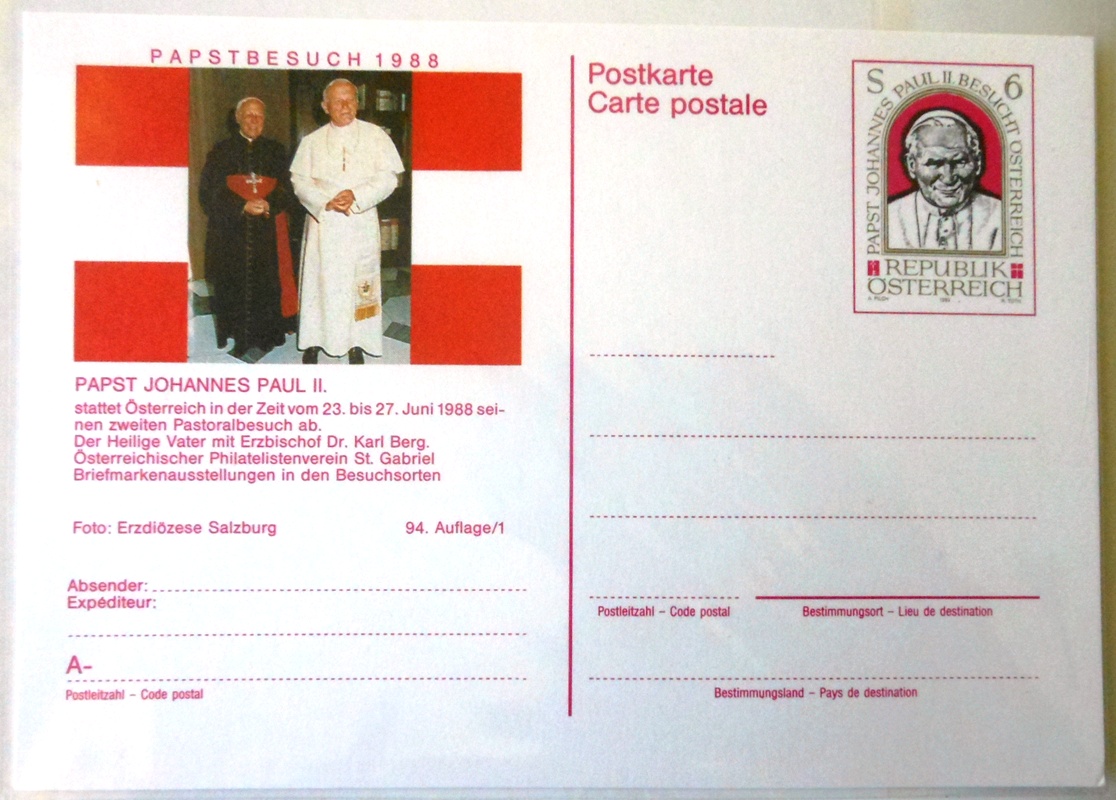 PAPSTBESUCH 1988
PAPST JOHANNES PAUL II.
stattet Österreich in der Zeit vom 23. bis 27. Juni 1988 sei-
nen zweiten Pastoralbesuch ab.
Der Heilige Vater mit Erzbischof Dr. Karl Berg.
Österreichischer Philatelistenverein St. Gabriel
Briefmarkenausstellungen in den Besuchsorten
Foto: Erzdiözese Salzburg 94. Auflage/1
Absender:
Expéditeur:
A-
Postleitzahl – Code postal
Postkarte
Carte postale
S 6
PAPST JOHANNES PAUL II. BESUCHT ÖSTERREICH
REPUBLIK
ÖSTERREICH
Postleitzahl – Code postal
Bestimmungsort – Lieu de destination
Bestimmungsland – Pays de destination